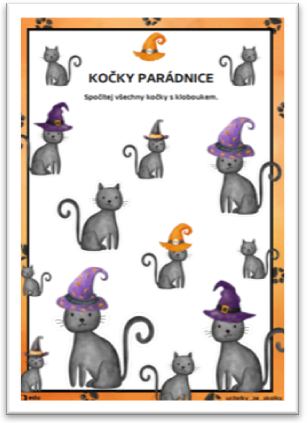 KOČKY PARÁDNICE
Spočítej všechny kočky s kloboukem.